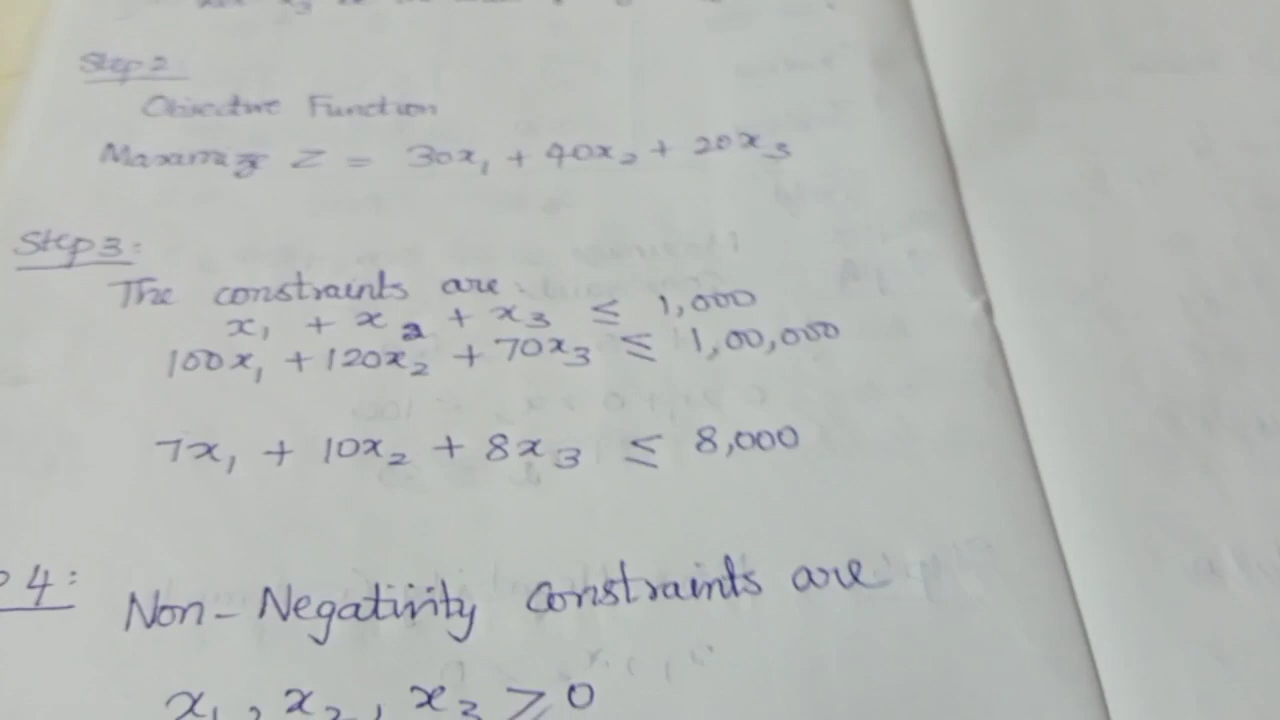 Step 2
Objective Function
Maximize Z = 30x₁ + 40x₂ + 20x₃
Step 3:
The constraints are
x₁ + x₂ + x₃ ≤ 1,000
100x₁ + 120x₂ + 70x₃ ≤ 1,00,000
7x₁ + 10x₂ + 8x₃ ≤ 8,000
4: Non-Negativity constraints are
x₁, x₂, x₃ ≥ 0